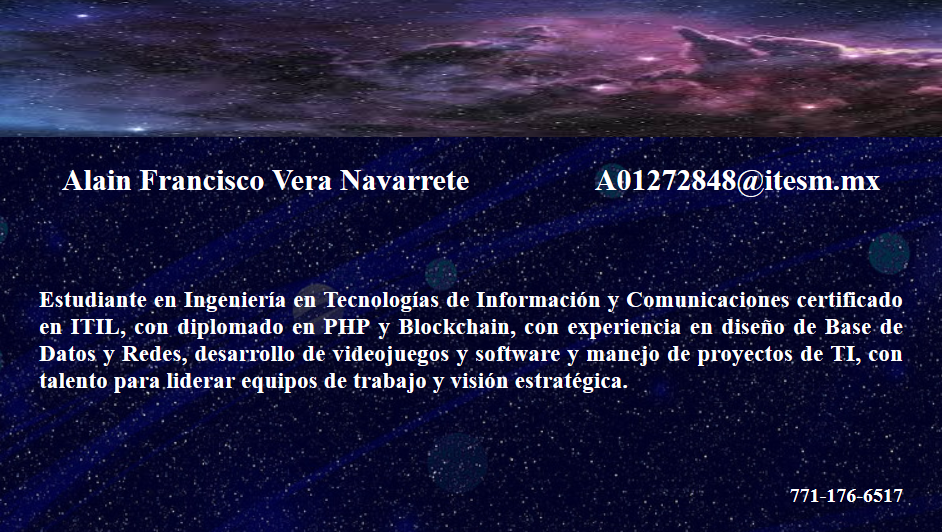 Alain Francisco Vera Navarrete
A01272848@itesm.mx
Estudiante en Ingeniería en Tecnologías de Información y Comunicaciones certificado
en ITIL, con diplomado en PHP y Blockchain, con experiencia en diseño de Base de
Datos y Redes, desarrollo de videojuegos y software y manejo de proyectos de TI, con
talento para liderar equipos de trabajo y visión estratégica.
771-176-6517